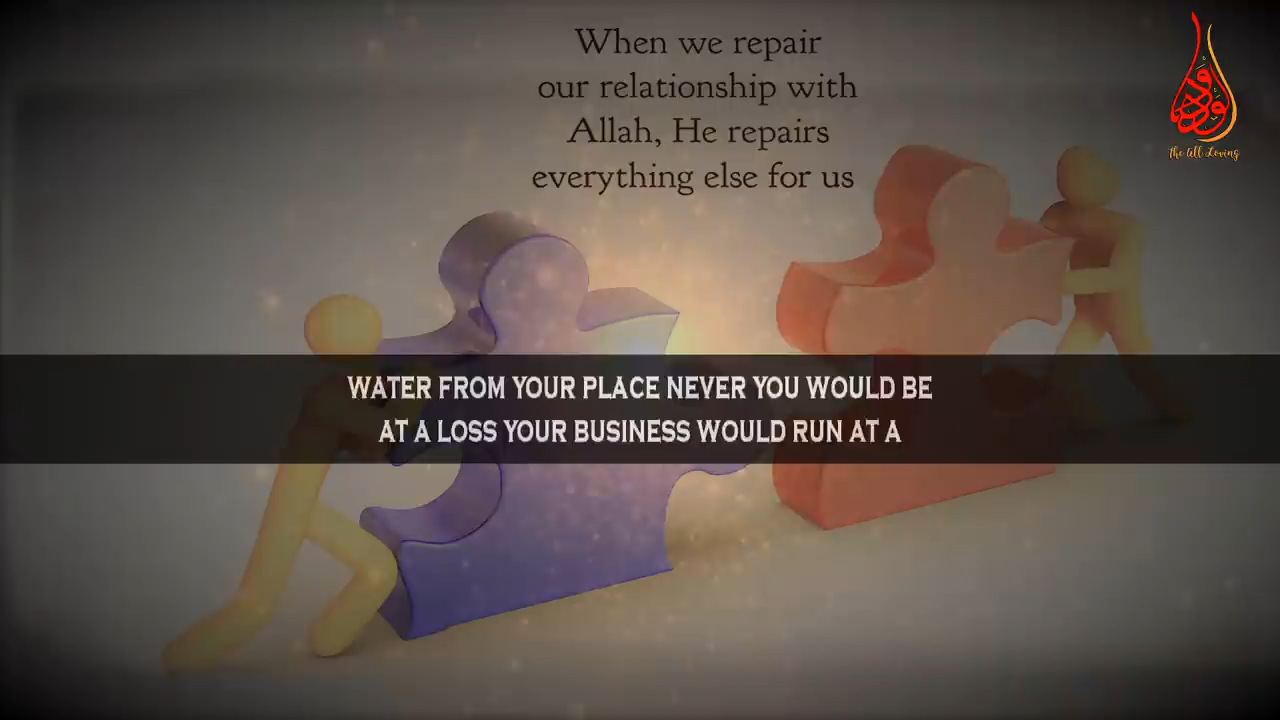 When we repair
our relationship with
Allah, He repairs
everything else for us
الودود
The All Loving
WATER FROM YOUR PLACE NEVER YOU WOULD BE
AT A LOSS YOUR BUSINESS WOULD RUN AT A